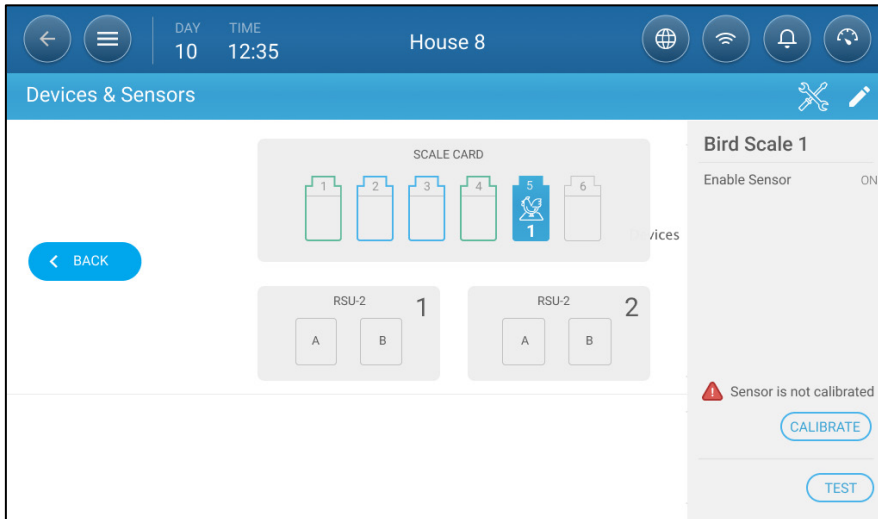 DAY TIME
10 12:35 House 8
Devices & Sensors
SCALE CARD
1 2 3 4 5 6
1
BACK
RSU-2 1 RSU-2 2
A B A B
Bird Scale 1
Enable Sensor ON
Sensor is not calibrated
CALIBRATE
TEST